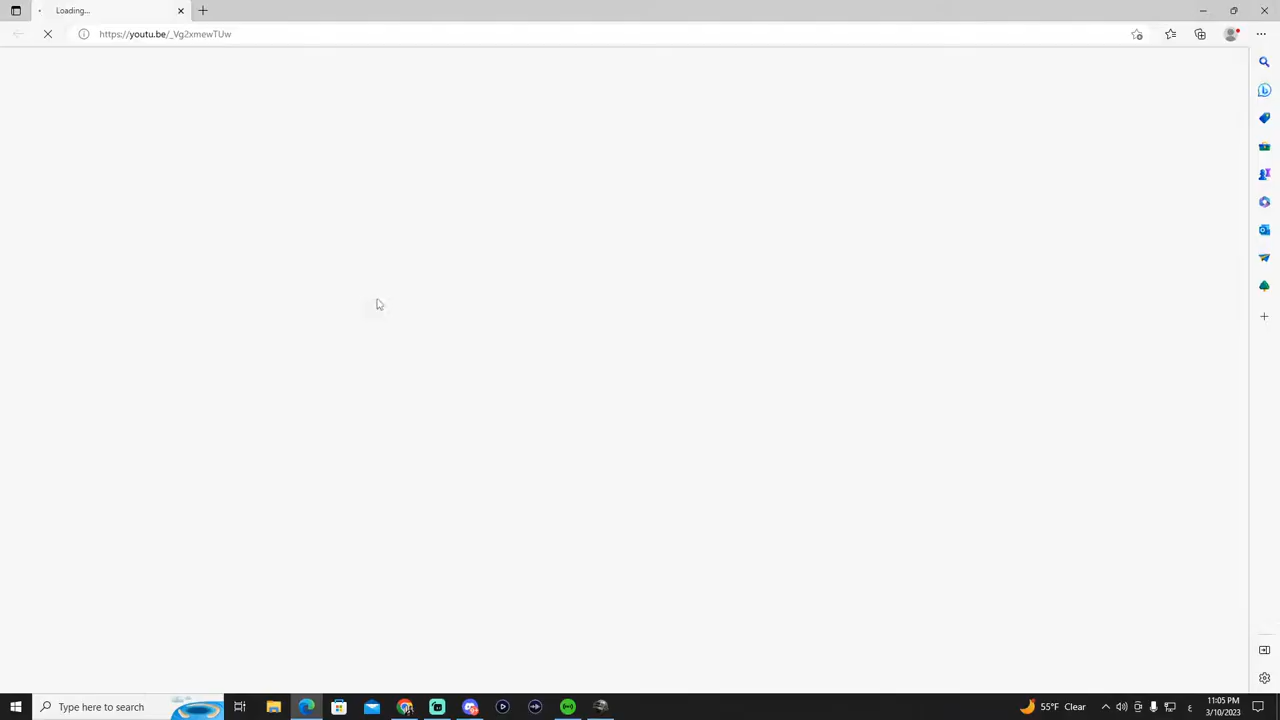 Loading...
https://youtu.be/_Vg2xmewTUw
Type here to search
55°F Clear
ع
11:05 PM
3/10/2023